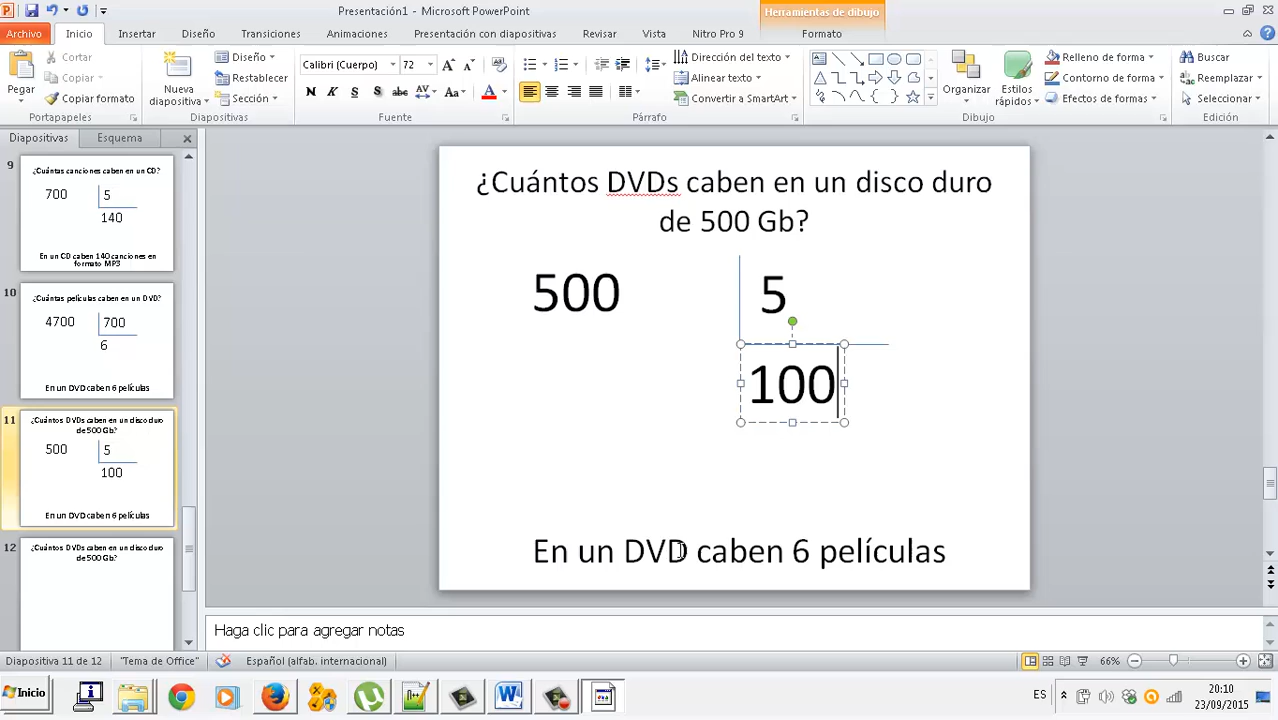 Presentación1 - Microsoft PowerPoint
Herramientas de dibujo
Archivo Inicio Insertar Diseño Transiciones Animaciones Presentación con diapositivas Revisar Vista Nitro Pro 9 Formato
Pegar
Cortar
Copiar
Copiar formato
Portapapeles
Nueva diapositiva
Diseño
Restablecer
Sección
Diapositivas
Calibri (Cuerpo) 72
N K S S abc AV Aa A
Fuente
Dirección del texto
Alinear texto
Convertir a SmartArt
Párrafo
Organizar
Estilos rápidos
Relleno de forma
Contorno de forma
Efectos de formas
Dibujo
Buscar
Reemplazar
Seleccionar
Edición
Diapositivas Esquema
9
¿Cuántas canciones caben en un CD?
700 5
140
En un CD caben 140 canciones en
formato MP3
10
¿Cuántas películas caben en un DVD?
4700 700
6
En un DVD caben 6 películas
11
¿Cuántos DVDs caben en un disco duro
de 500 Gb?
500 5
100
En un DVD caben 6 películas
12
¿Cuántos DVDs caben en un disco duro
de 500 Gb?
¿Cuántos DVDs caben en un disco duro
de 500 Gb?
500 5
100
En un DVD caben 6 películas
Haga clic para agregar notas
Diapositiva 11 de 12 "Tema de Office" Español (alfab. internacional) 66%
Inicio ES 20:10
23/09/2015